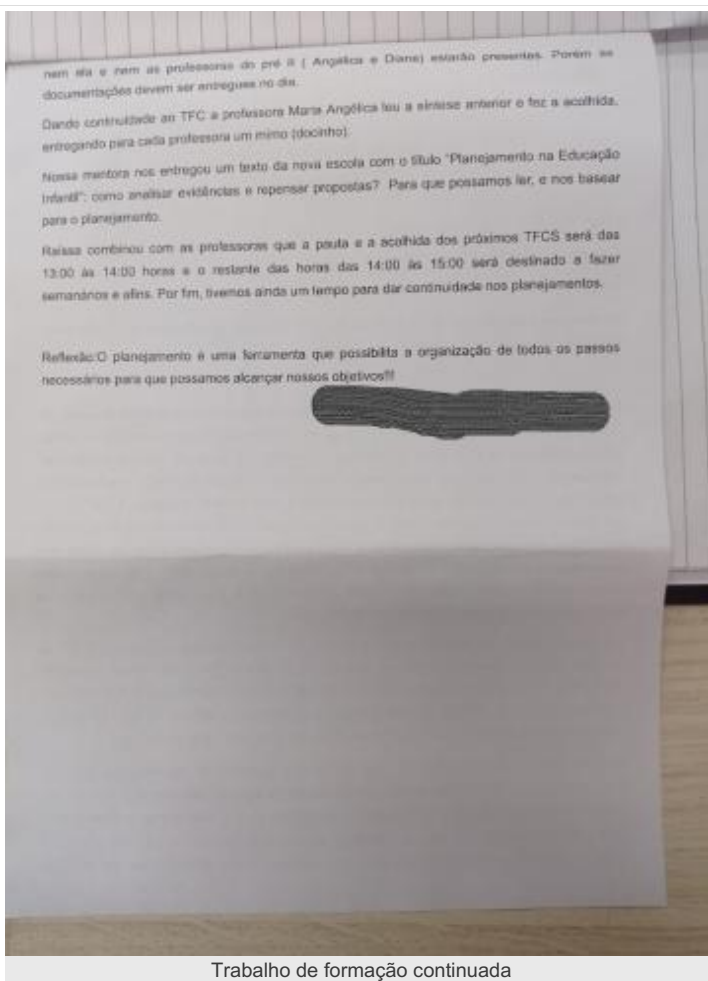 nem ela e nem as professoras do pré II ( Angélica e Diane) estarão presentes. Porém as
documentações devem ser entregues no dia.
Dando continuidade ao TFC a professora Maria Angélica leu a síntese anterior e fez a acolhida,
entregando para cada professora um mimo (docinho).
Nossa mentora nos entregou um texto da nova escola com o título "Planejamento na Educação
Infantil": como analisar evidências e repensar propostas? Para que possamos ler, e nos basear
para o planejamento.
Raissa combinou com as professoras que a pauta e a acolhida dos próximos TFCS será das
13:00 às 14:00 horas e o restante das horas das 14:00 às 15:00 será destinado a fazer
semanários e afins. Por fim, tivemos ainda um tempo para dar continuidade nos planejamentos.
Reflexão:O planejamento é uma ferramenta que possibilita a organização de todos os passos
necessários para que possamos alcançar nossos objetivos!!!
Trabalho de formação continuada